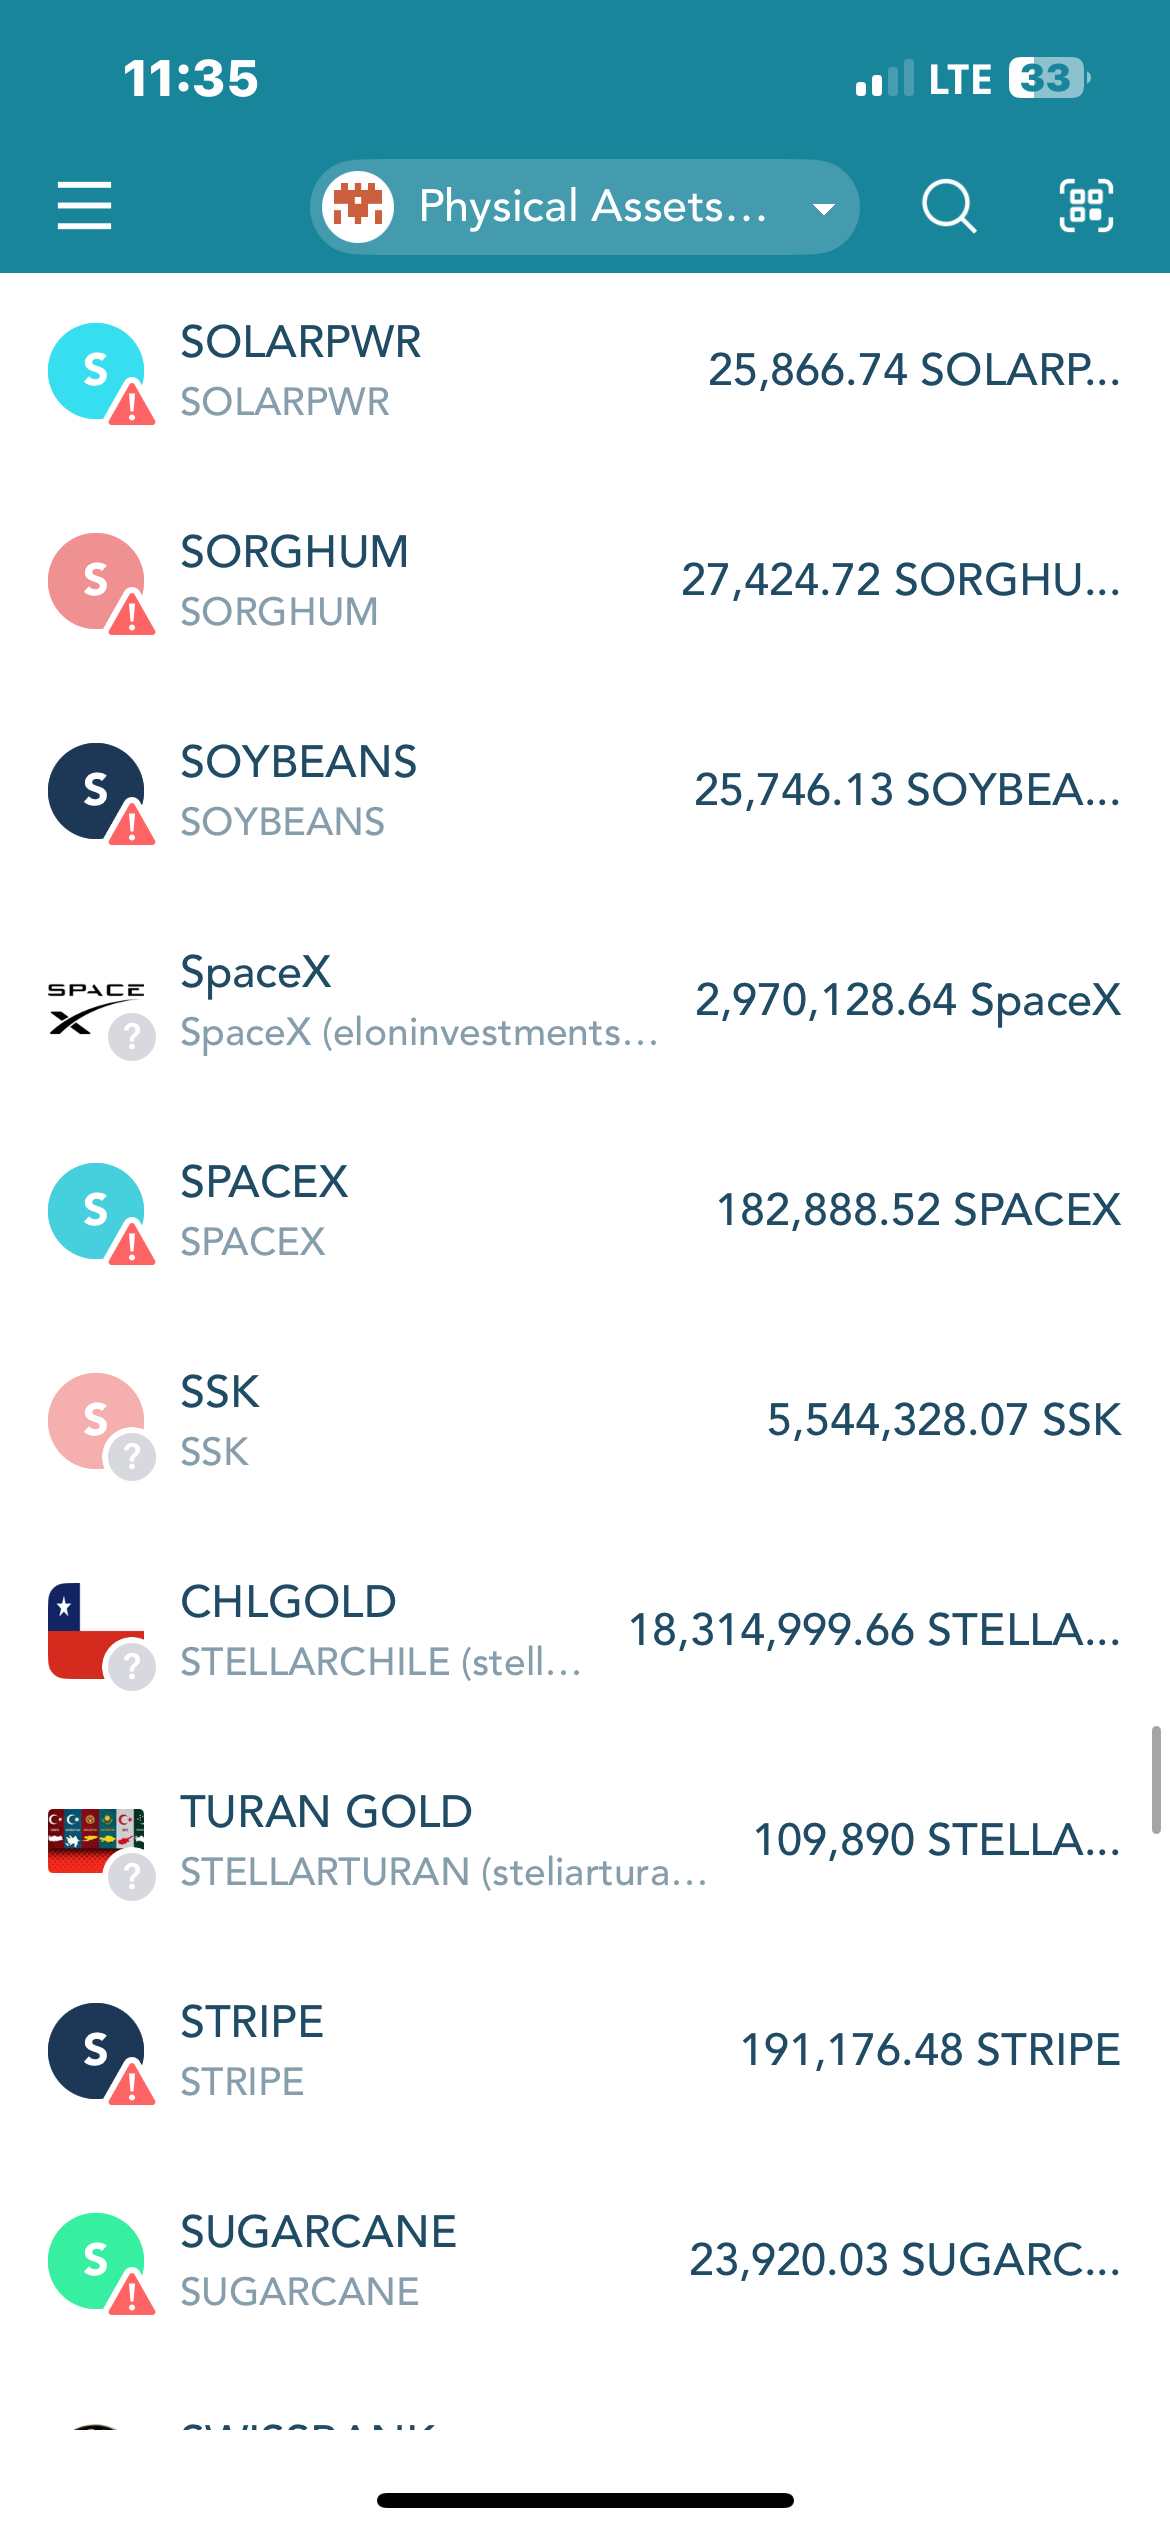 11:35
LTE 33
Physical Assets...
S
SOLARPWR
SOLARPWR
25,866.74 SOLARP...
S
SORGHUM
SORGHUM
27,424.72 SORGHU...
S
SOYBEANS
SOYBEANS
25,746.13 SOYBEA...
SPACE
X
?
SpaceX
SpaceX (eloninvestments...
2,970,128.64 SpaceX
S
SPACEX
SPACEX
182,888.52 SPACEX
S
?
SSK
SSK
5,544,328.07 SSK
?
CHLGOLD
STELLARCHILE (stell...
18,314,999.66 STELLA...
?
TURAN GOLD
STELLARTURAN (steliartura...
109,890 STELLA...
S
STRIPE
STRIPE
191,176.48 STRIPE
S
SUGARCANE
SUGARCANE
23,920.03 SUGARC...
SWISSBANK